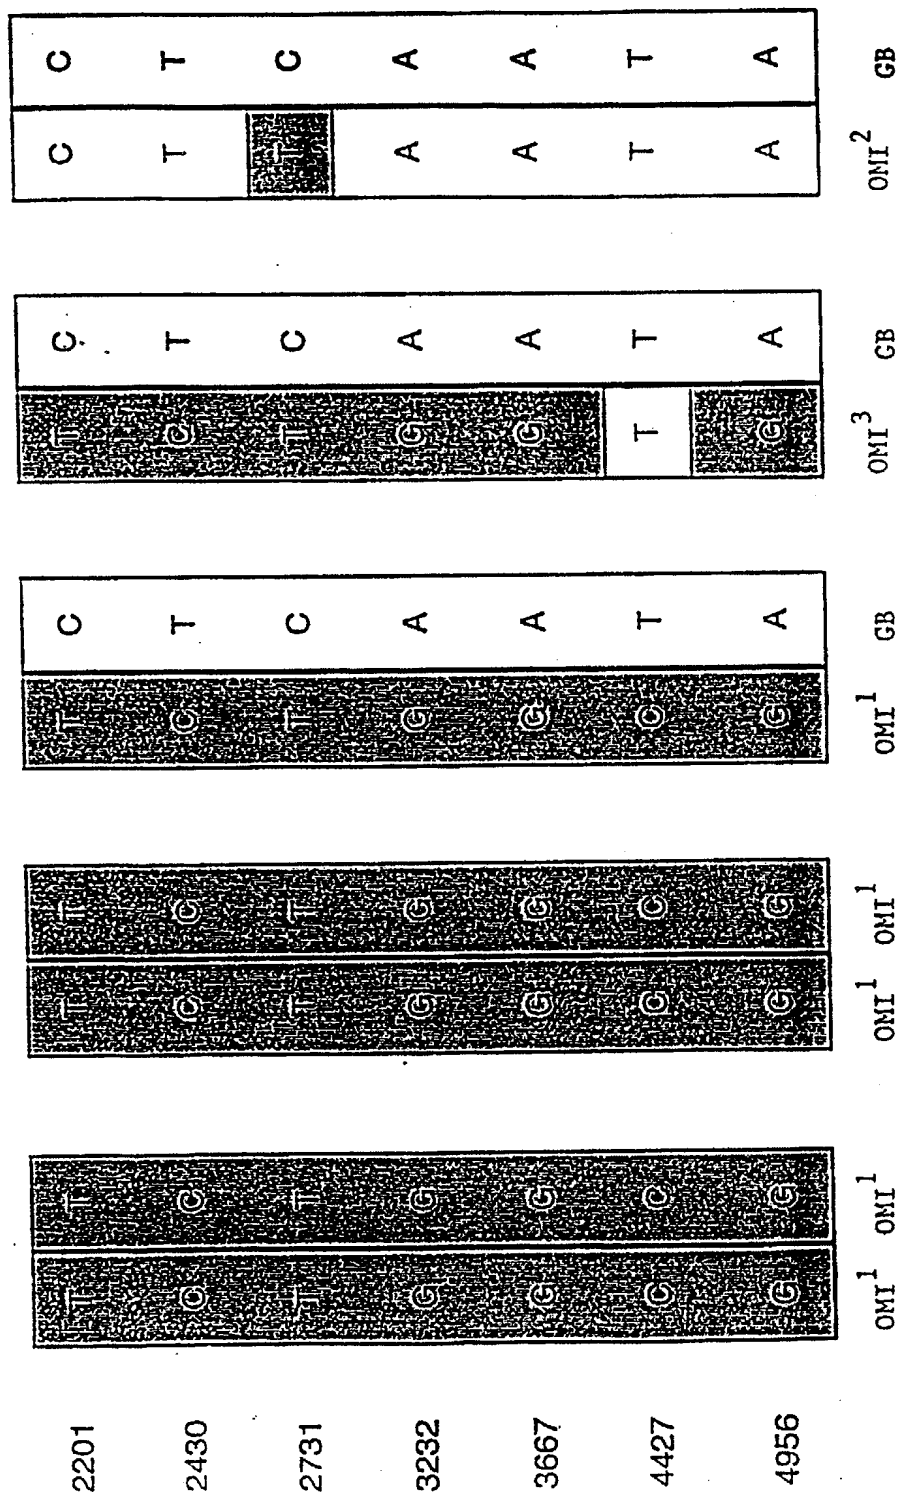 2201 T T T T T C T C C C
2430 C C C C C T C T T T
2731 T T T T T C T C T C
3232 G G G G G A G A A A
3667 G G G G G A G A A A
4427 C C C C C T T T T T
4956 G G G G G A G A A A
OMI¹ OMI¹ OMI¹ OMI¹ OMI¹ GB OMI³ GB OMI² GB